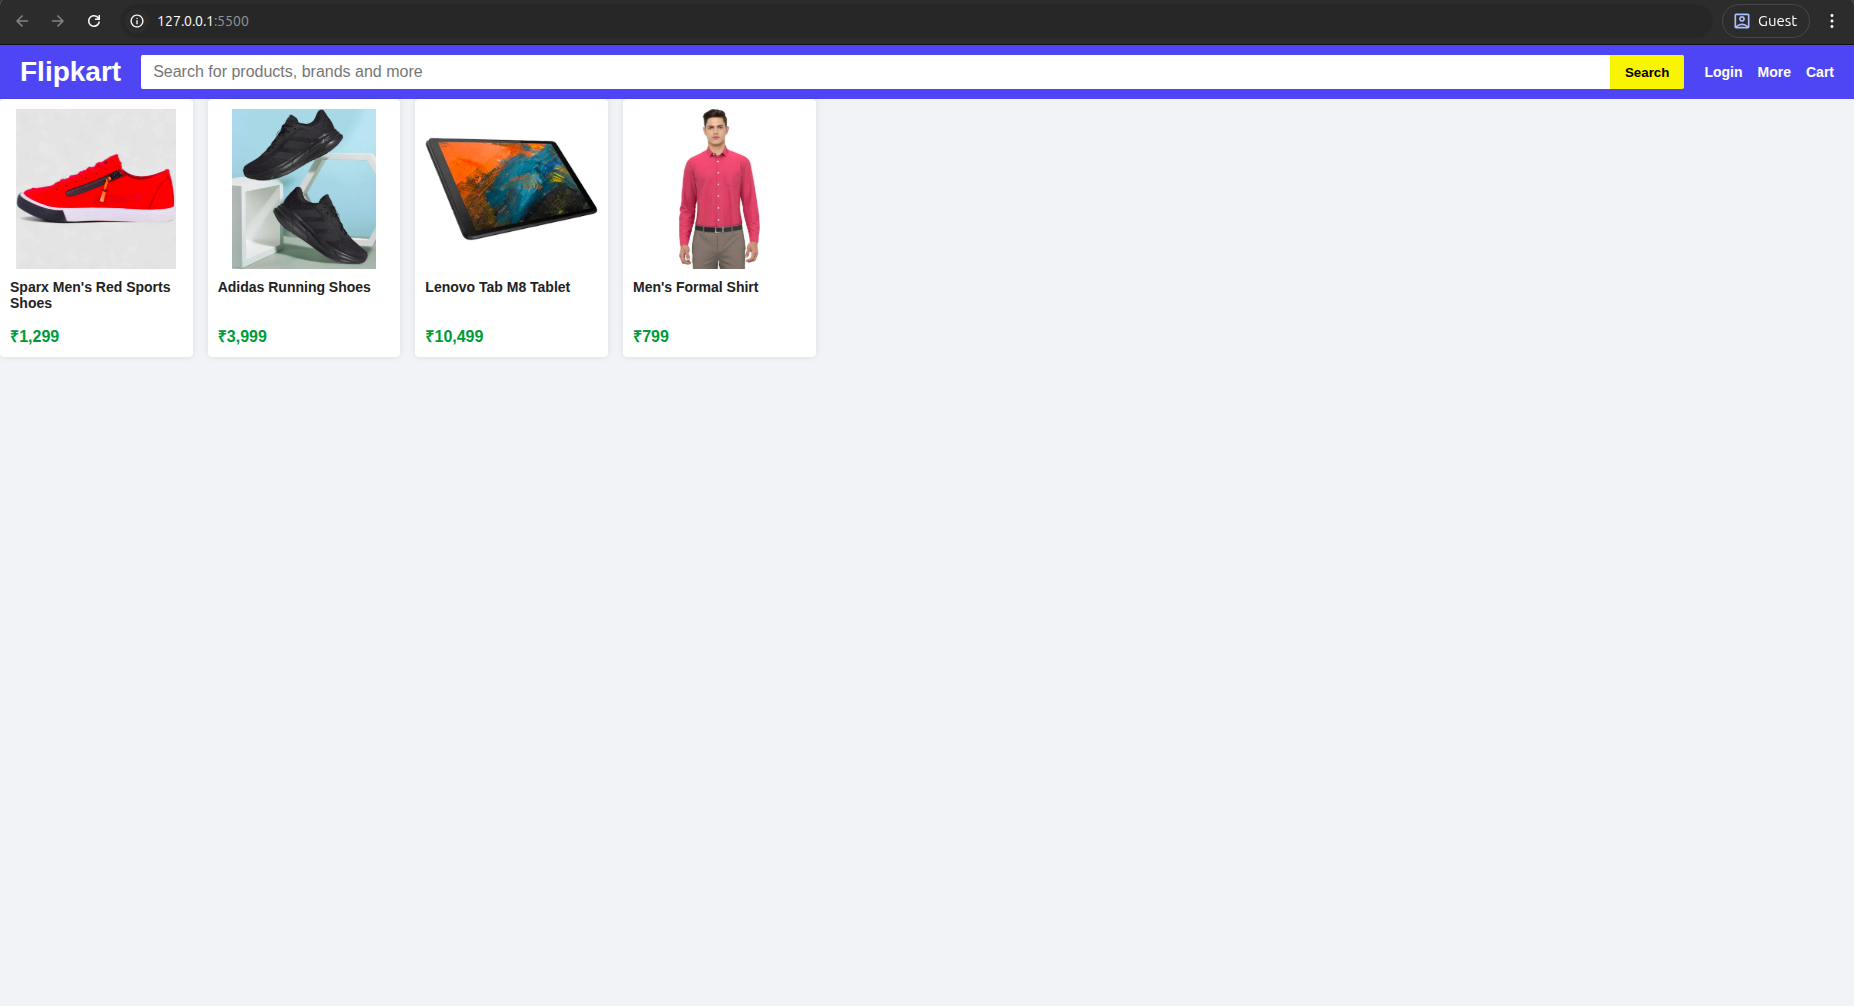 127.0.0.1:5500
Guest
Flipkart
Search for products, brands and more
Search
Login
More
Cart
Sparx Men's Red Sports
Shoes
₹1,299
Adidas Running Shoes
₹3,999
Lenovo Tab M8 Tablet
₹10,499
Men's Formal Shirt
₹799